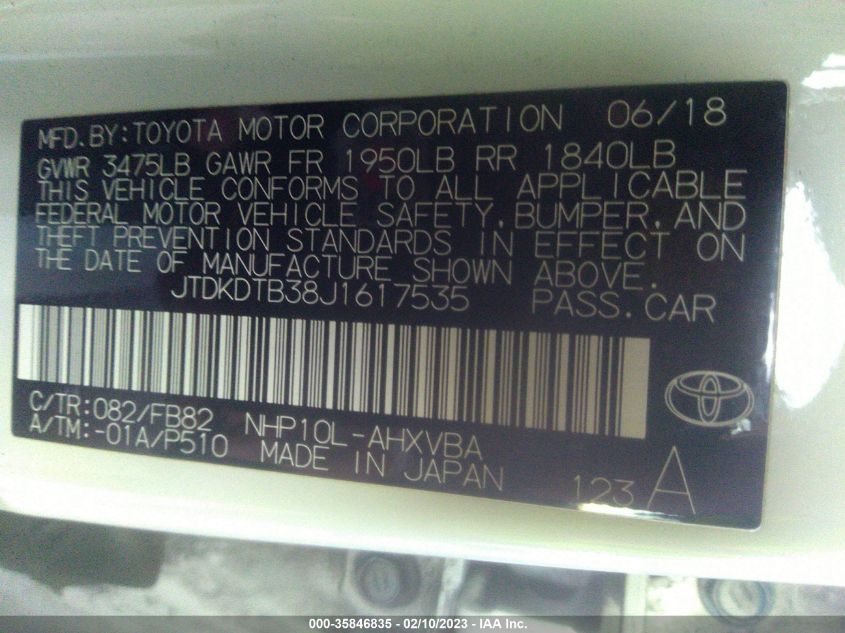 MFD.BY:TOYOTA MOTOR CORPORATION 06/18
GVWR 3475LB GAWR FR 1950LB RR 1840LB
THIS VEHICLE CONFORMS TO ALL APPLICABLE
FEDERAL MOTOR VEHICLE SAFETY,BUMPER,AND
THEFT PREVENTION STANDARDS IN EFFECT ON
THE DATE OF MANUFACTURE SHOWN ABOVE.
JTDKDTB38J1617535 PASS.CAR
C/TR:082/FB82 NHP10L-AHXVBA
A/TM:-01A/P510 MADE IN JAPAN 123 A
000-35846835 - 02/10/2023 - IAA Inc.